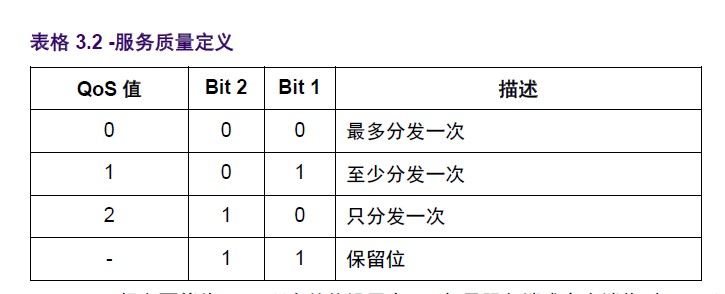 表格 3.2 -服务质量定义
QoS 值 Bit 2 Bit 1 描述
0 0 0 最多分发一次
1 0 1 至少分发一次
2 1 0 只分发一次
- 1 1 保留位